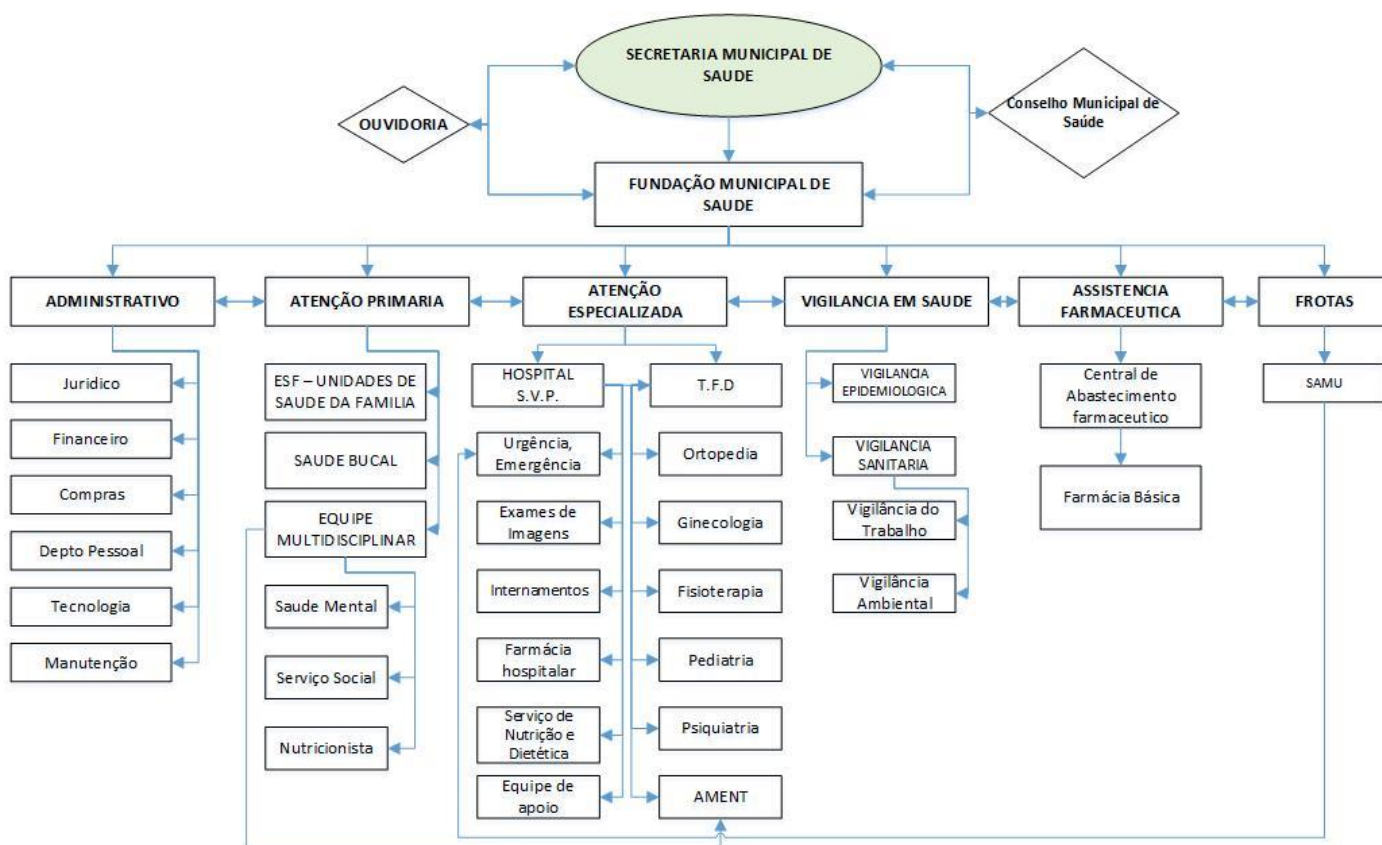 SECRETARIA MUNICIPAL DE
SAUDE
OUVIDORIA
Conselho Municipal de
Saúde
FUNDAÇÃO MUNICIPAL DE
SAUDE
ADMINISTRATIVO
ATENÇÃO PRIMARIA
ATENÇÃO
ESPECIALIZADA
VIGILANCIA EM SAUDE
ASSISTENCIA
FARMACEUTICA
FROTAS
Juridico
Financeiro
Compras
Depto Pessoal
Tecnologia
Manutenção
ESF – UNIDADES DE
SAUDE DA FAMILIA
SAUDE BUCAL
EQUIPE
MULTIDISCIPLINAR
Saude Mental
Serviço Social
Nutricionista
HOSPITAL
S.V.P.
Urgência,
Emergência
Exames de
Imagens
Internamentos
Farmácia
hospitalar
Serviço de
Nutrição e
Dietética
Equipe de
apoio
T.F.D
Ortopedia
Ginecologia
Fisioterapia
Pediatria
Psiquiatria
AMENT
VIGILANCIA
EPIDEMIOLOGICA
VIGILANCIA
SANITARIA
Vigilância do
Trabalho
Vigilância
Ambiental
Central de
Abastecimento
farmaceutico
Farmácia Básica
SAMU